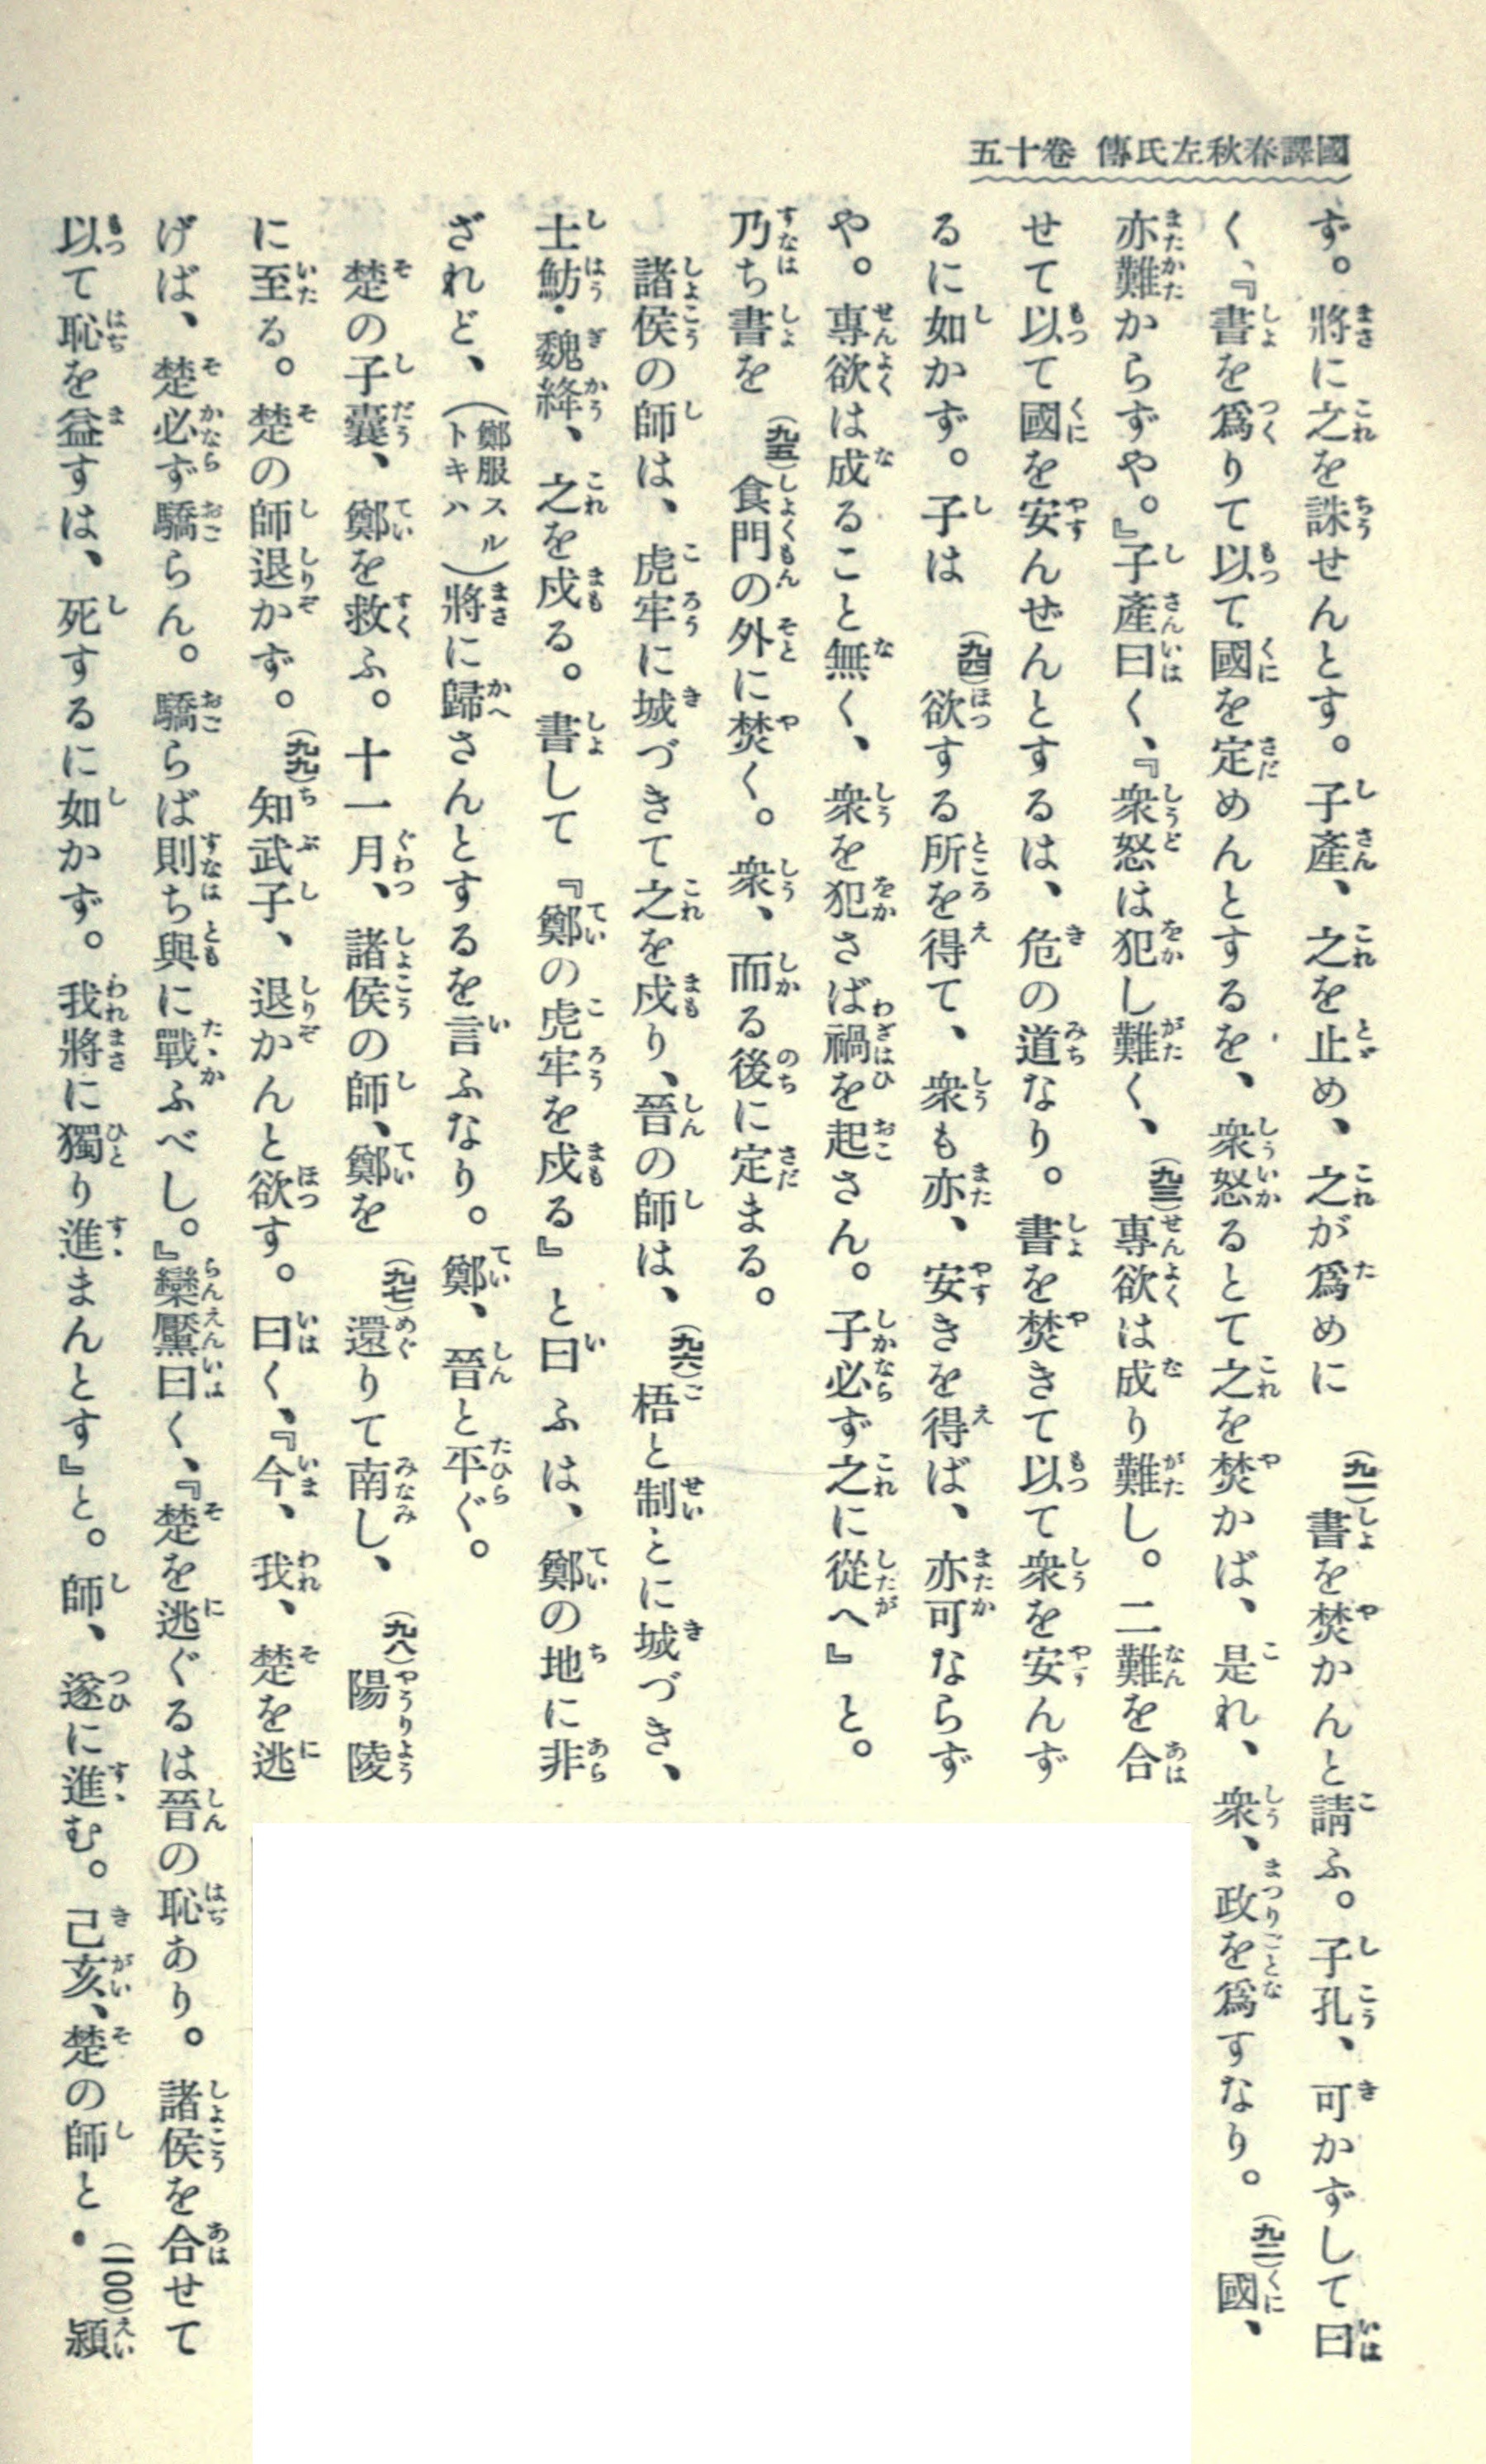 國譯春秋左氏傳 卷十五
ず。將に之を誅せんとす。子產、之を止め、之が爲めに(九一)書を焚かんと請ふ。子孔、可かずして曰
く、『書を爲りて以て國を定めんとするを、衆怒るとて之を焚かば、是れ、衆、政を爲すなり。(九二)國、
亦難からずや。』子產曰く、『衆怒は犯し難く、(九三)專欲は成り難し。二難を合
せて以て國を安んぜんとするは、危の道なり。書を焚きて以て衆を安んず
るに如かず。子は(九四)欲する所を得て、衆も亦、安きを得ば、亦可ならず
や。專欲は成ること無く、衆を犯さば禍を起さん。子必ず之に從へ』と。
乃ち書を(九五)食門の外に焚く。衆、而る後に定まる。
諸侯の師は、虎牢に城づきて之を戍り、晉の師は、(九六)梧と制とに城づき、
士魴・魏絳、之を戍る。書して『鄭の虎牢を戍る』と曰ふは、鄭の地に非
ざれど、(鄭服スルトキハ)將に歸さんとするを言ふなり。鄭、晉と平ぐ。
楚の子囊、鄭を救ふ。十一月、諸侯の師、鄭を(九七)還りて南し、(九八)陽陵
に至る。楚の師退かず。(九九)知武子、退かんと欲す。曰く、『今、我、楚を逃
げば、楚必ず驕らん。驕らば則ち與に戰ふべし。』欒黶曰く、『楚を逃ぐるは晉の恥あり。諸侯を合せて
以て恥を益すは、死するに如かず。我將に獨り進まんとす』と。師、遂に進む。己亥、楚の師と・(一〇〇)潁